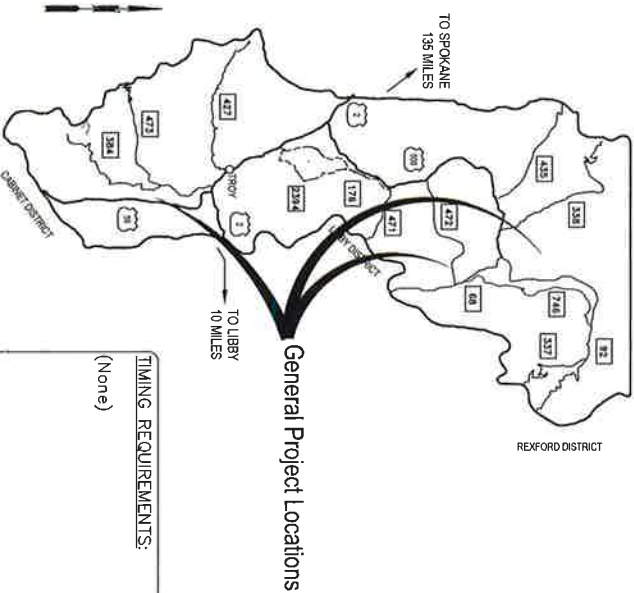 TO SPOKANE
135 MILES
2
508
435
338
92
746
337
68
472
471
REXFORD DISTRICT
427
473
384
TROY
176
2394
2
56
CABINET DISTRICT
LIBBY DISTRICT
TO LIBBY
10 MILES
General Project Locations
TIMING REQUIREMENTS:
(None)